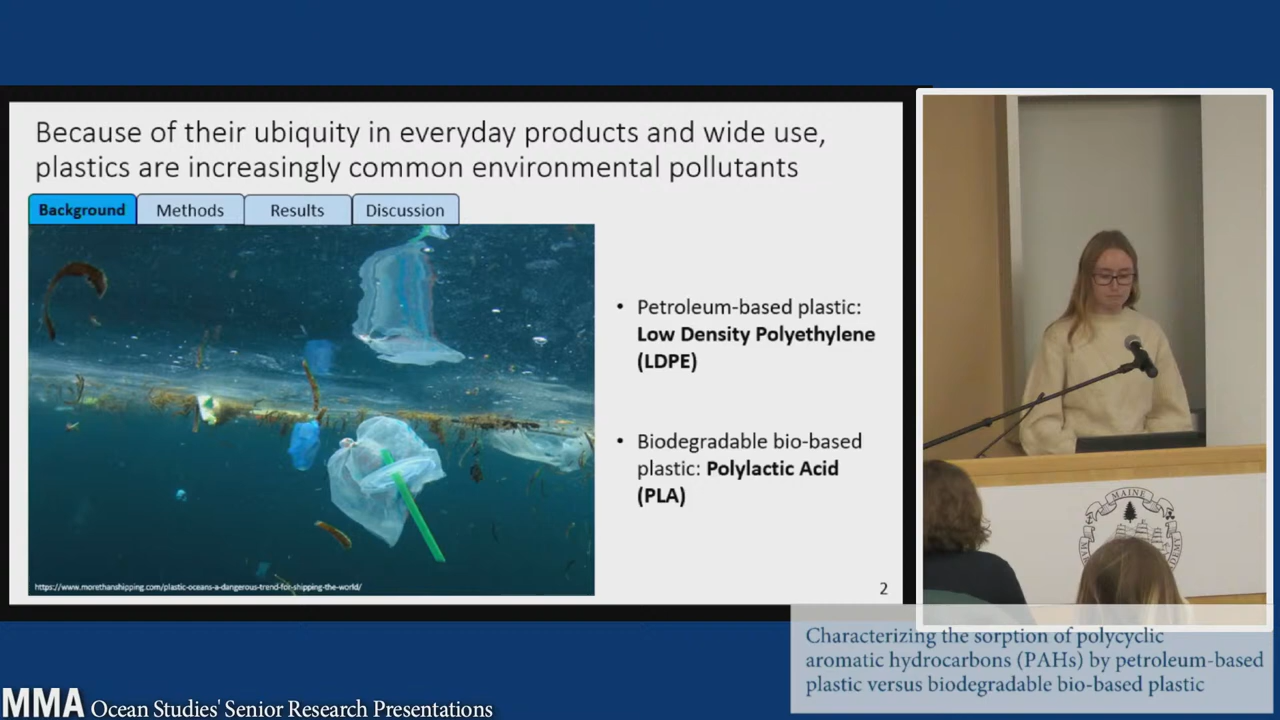 Because of their ubiquity in everyday products and wide use,
plastics are increasingly common environmental pollutants
Background
Methods
Results
Discussion
• Petroleum-based plastic:
Low Density Polyethylene
(LDPE)
• Biodegradable bio-based
plastic: Polylactic Acid
(PLA)
https://www.morethanshipping.com/plastic-oceans-a-dangerous-trend-for-shipping-the-world/
2
MAINE
Characterizing the sorption of polycyclic
aromatic hydrocarbons (PAHs) by petroleum-based
plastic versus biodegradable bio-based plastic
MMA Ocean Studies' Senior Research Presentations